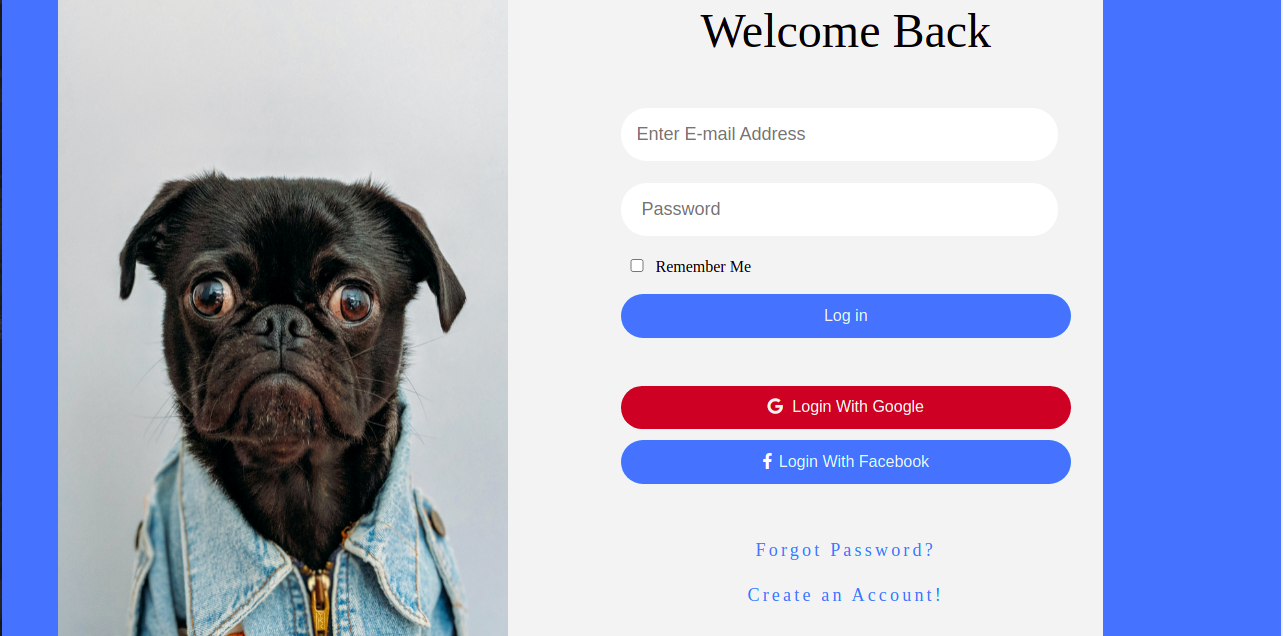 Welcome Back
Enter E-mail Address
Password
Remember Me
Log in
Login With Google
Login With Facebook
Forgot Password?
Create an Account!